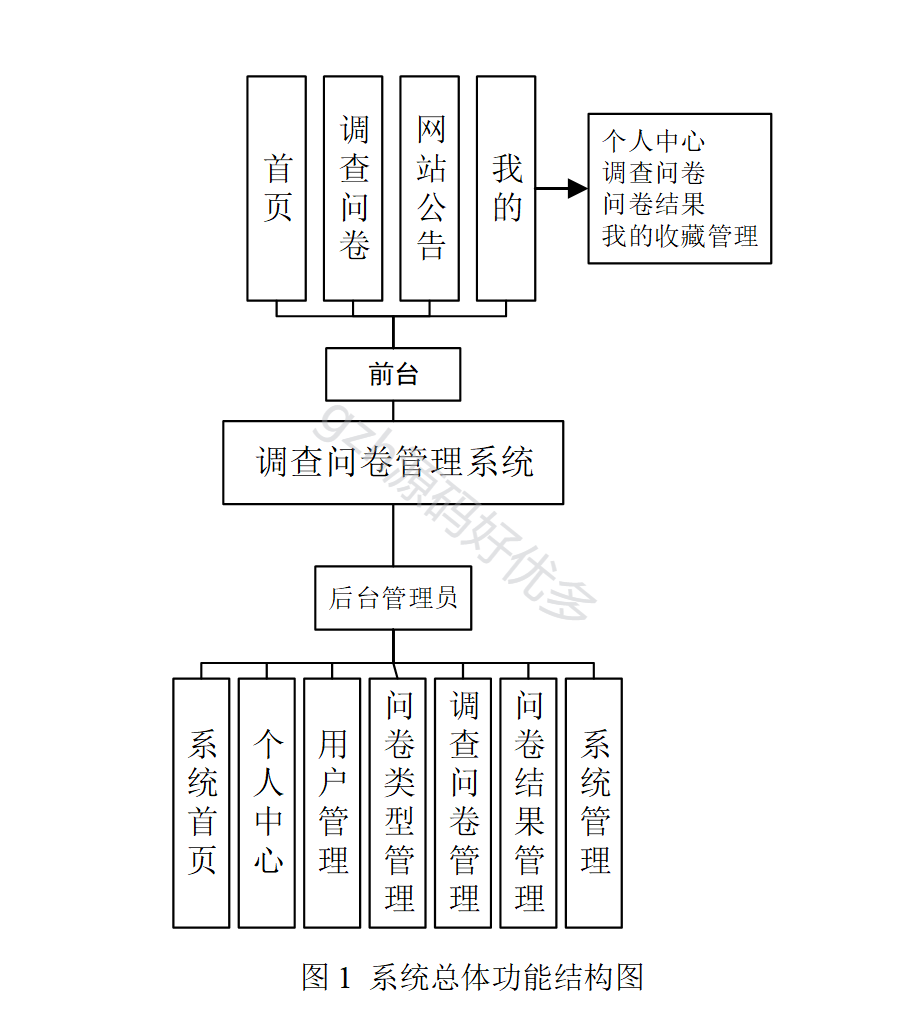 首页
调查问卷
网站公告
我的
个人中心
调查问卷
问卷结果
我的收藏管理
前台
调查问卷管理系统
gzh源码好优多
后台管理员
系统首页
个人中心
用户管理
问卷类型管理
调查问卷管理
问卷结果管理
系统管理
图1 系统总体功能结构图